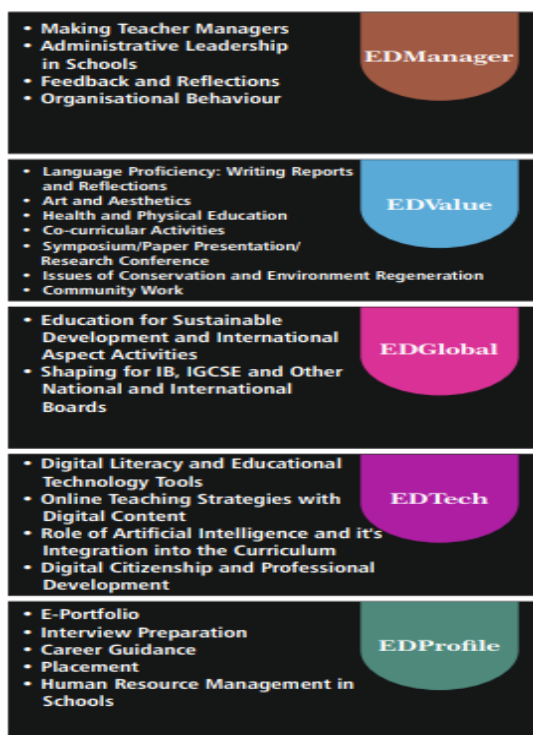 • Making Teacher Managers
• Administrative Leadership
in Schools
• Feedback and Reflections
• Organisational Behaviour
EDManager
• Language Proficiency: Writing Reports
and Reflections
• Art and Aesthetics
• Health and Physical Education
• Co-curricular Activities
• Symposium/Paper Presentation/
Research Conference
• Issues of Conservation and Environment Regeneration
• Community Work
EDValue
• Education for Sustainable
Development and International
Aspect Activities
• Shaping for IB, IGCSE and Other
National and International
Boards
EDGlobal
• Digital Literacy and Educational
Technology Tools
• Online Teaching Strategies with
Digital Content
• Role of Artificial Intelligence and it's
Integration into the Curriculum
• Digital Citizenship and Professional
Development
EDTech
• E-Portfolio
• Interview Preparation
• Career Guidance
• Placement
• Human Resource Management in
Schools
EDProfile